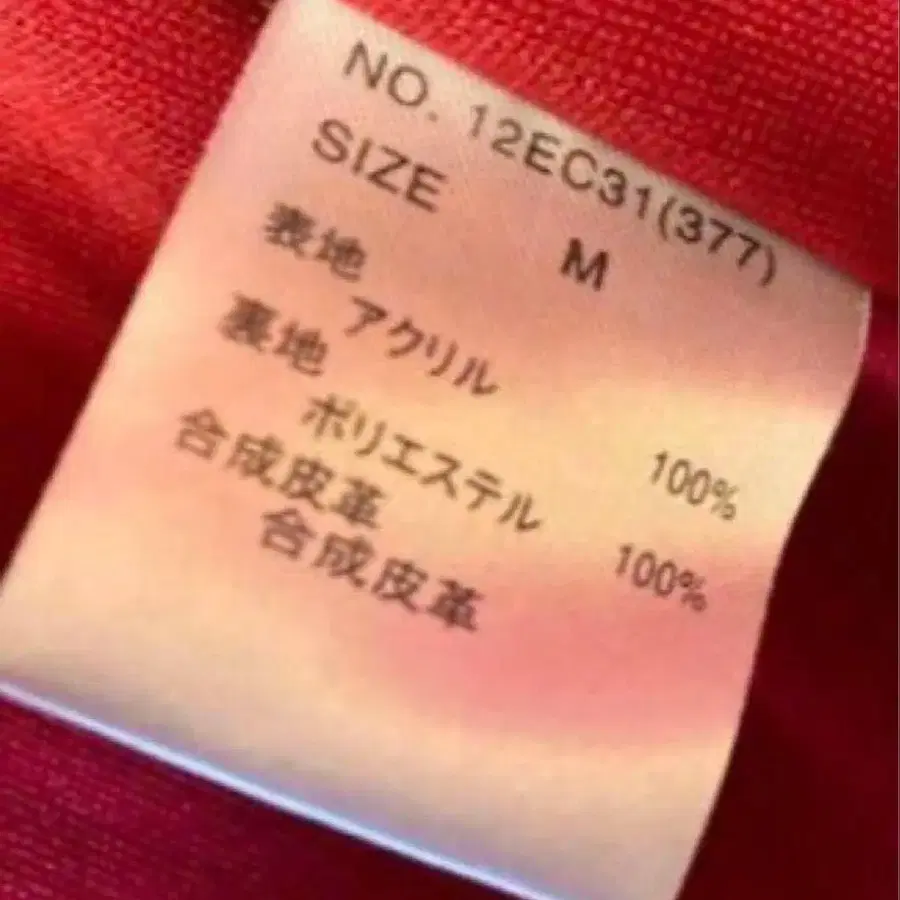 NO. 12EC31(377)
SIZE M
表地
アクリル 100%
裏地
ポリエステル 100%
合成皮革
合成皮革